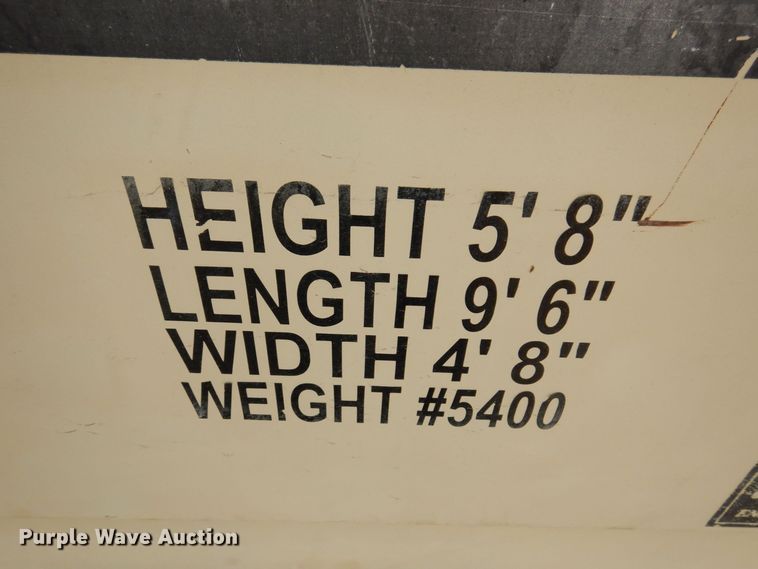 HEIGHT 5' 8"
LENGTH 9' 6"
WIDTH 4' 8"
WEIGHT #5400
Purple Wave Auction